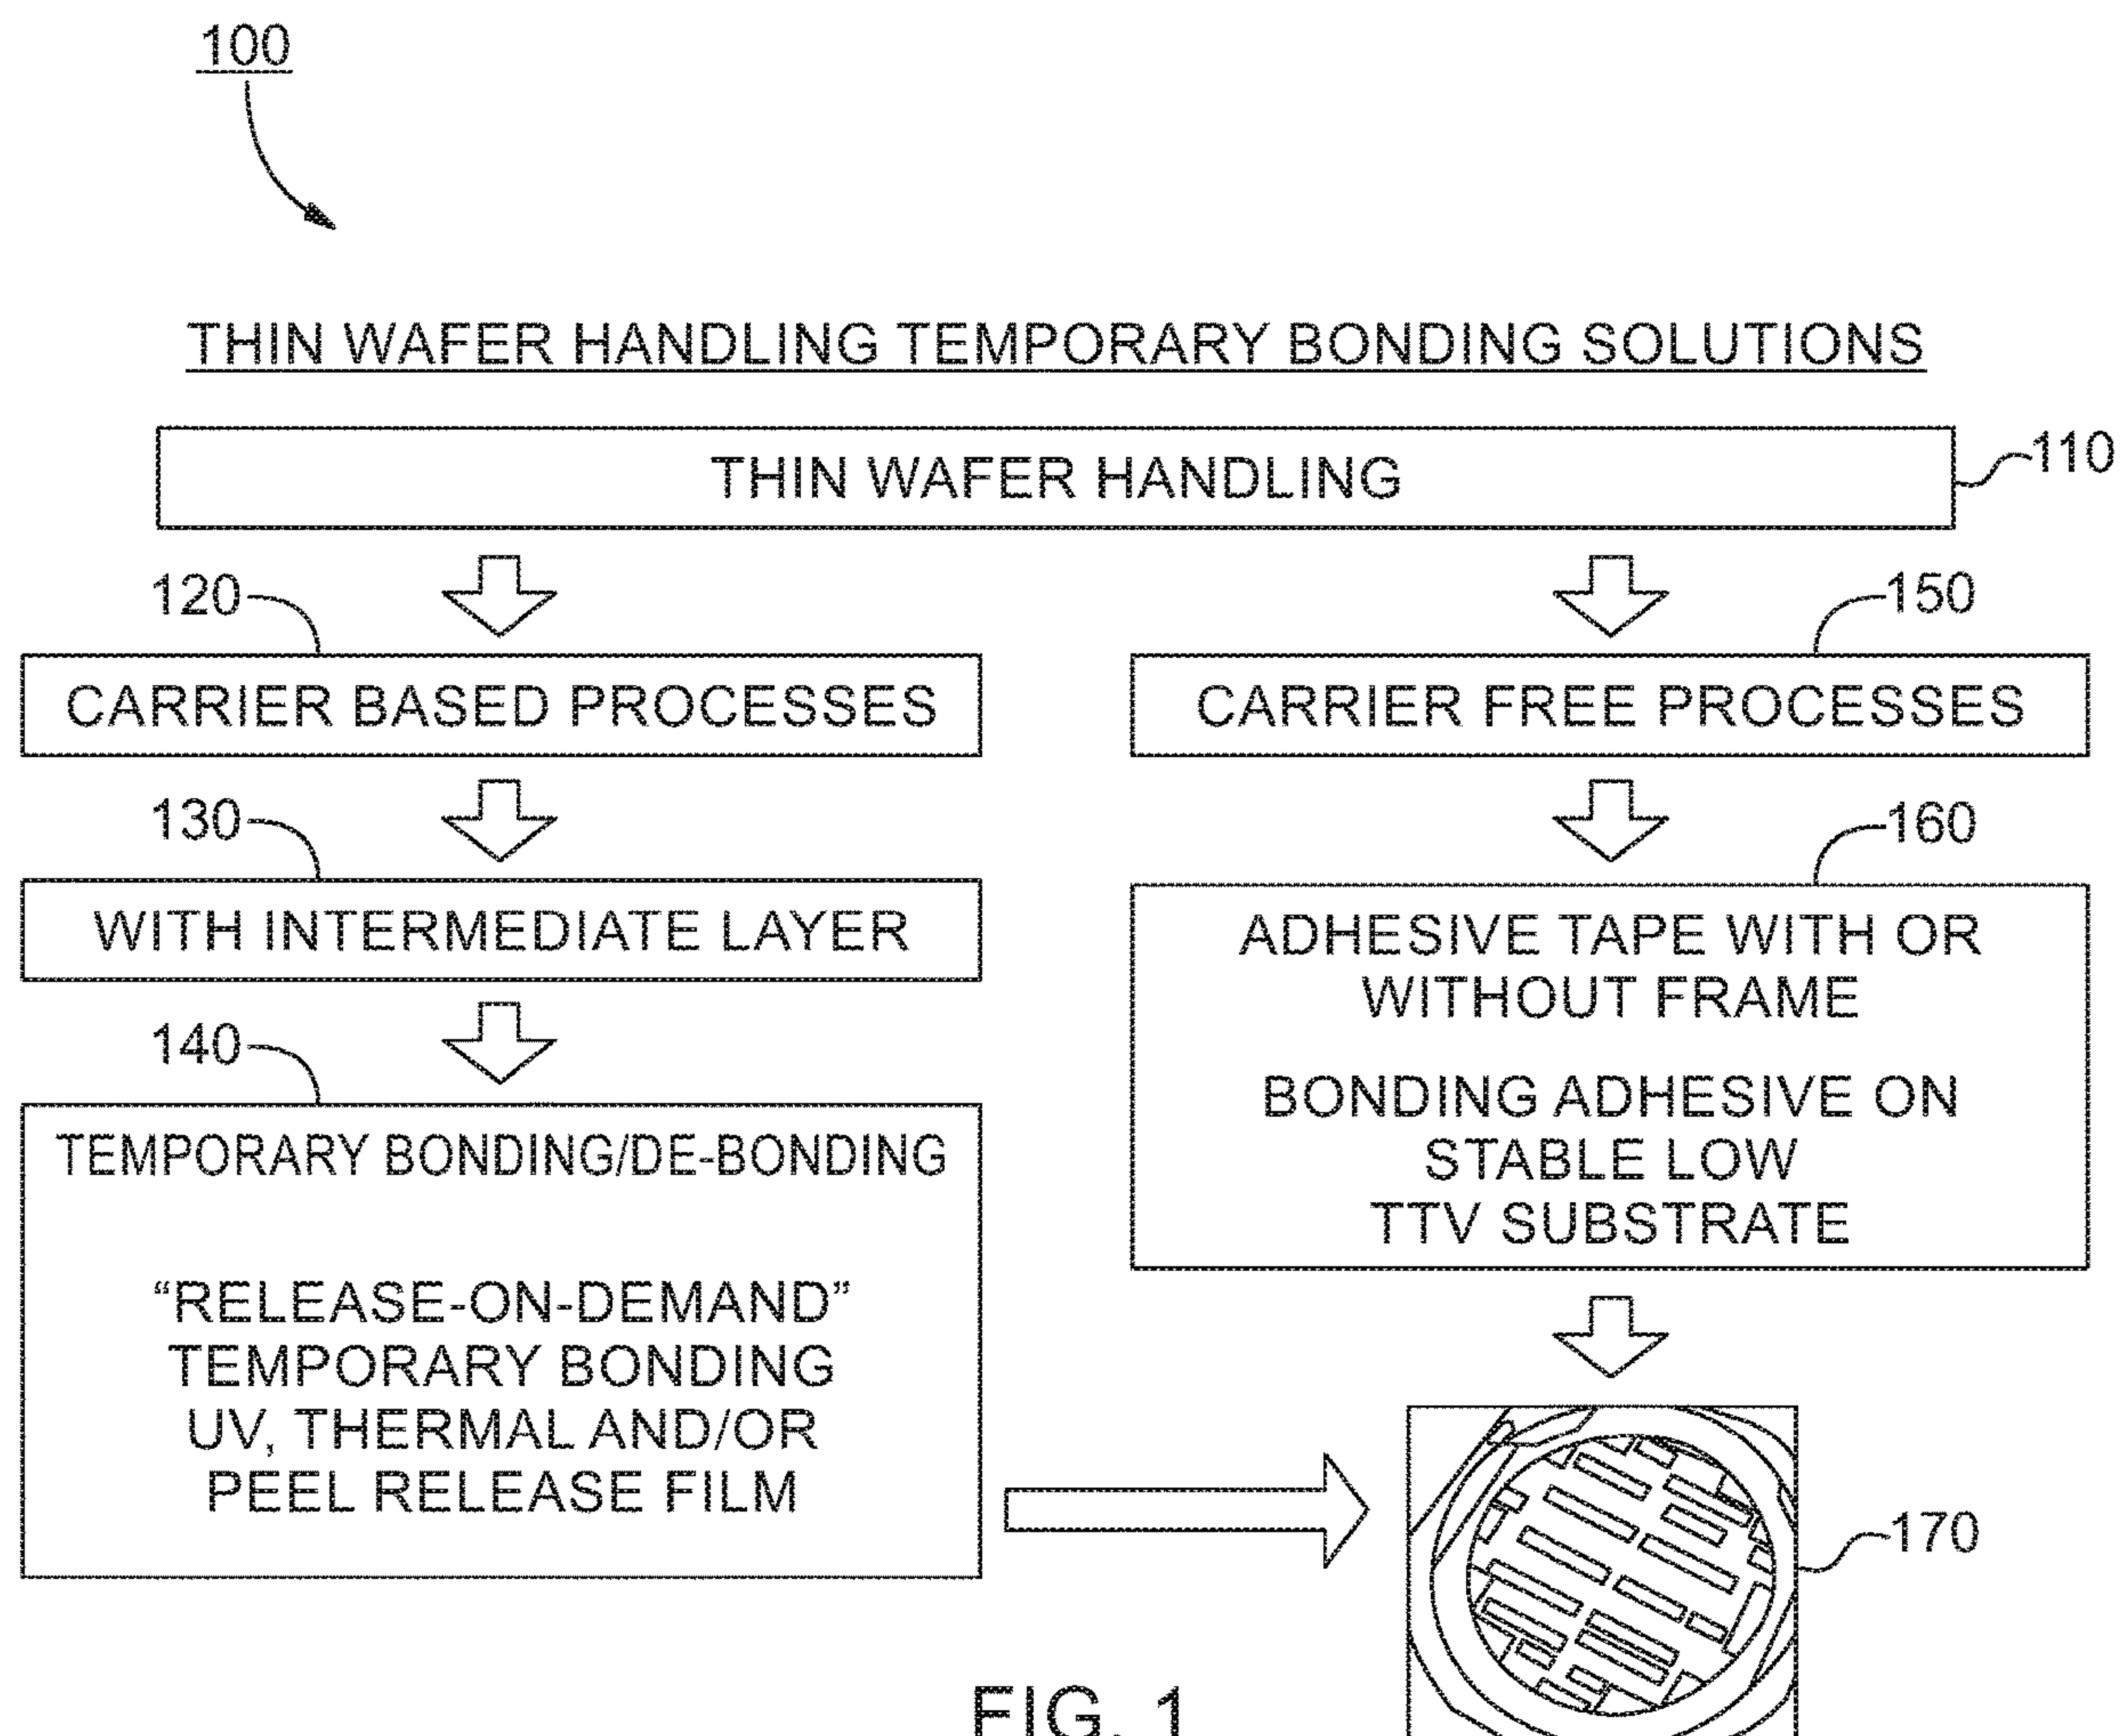 100
THIN WAFER HANDLING TEMPORARY BONDING SOLUTIONS
THIN WAFER HANDLING
110
120
CARRIER BASED PROCESSES
130
WITH INTERMEDIATE LAYER
140
TEMPORARY BONDING/DE-BONDING
“RELEASE-ON-DEMAND”
TEMPORARY BONDING
UV, THERMAL AND/OR
PEEL RELEASE FILM
150
CARRIER FREE PROCESSES
160
ADHESIVE TAPE WITH OR
WITHOUT FRAME
BONDING ADHESIVE ON
STABLE LOW
TTV SUBSTRATE
170
FIG. 1